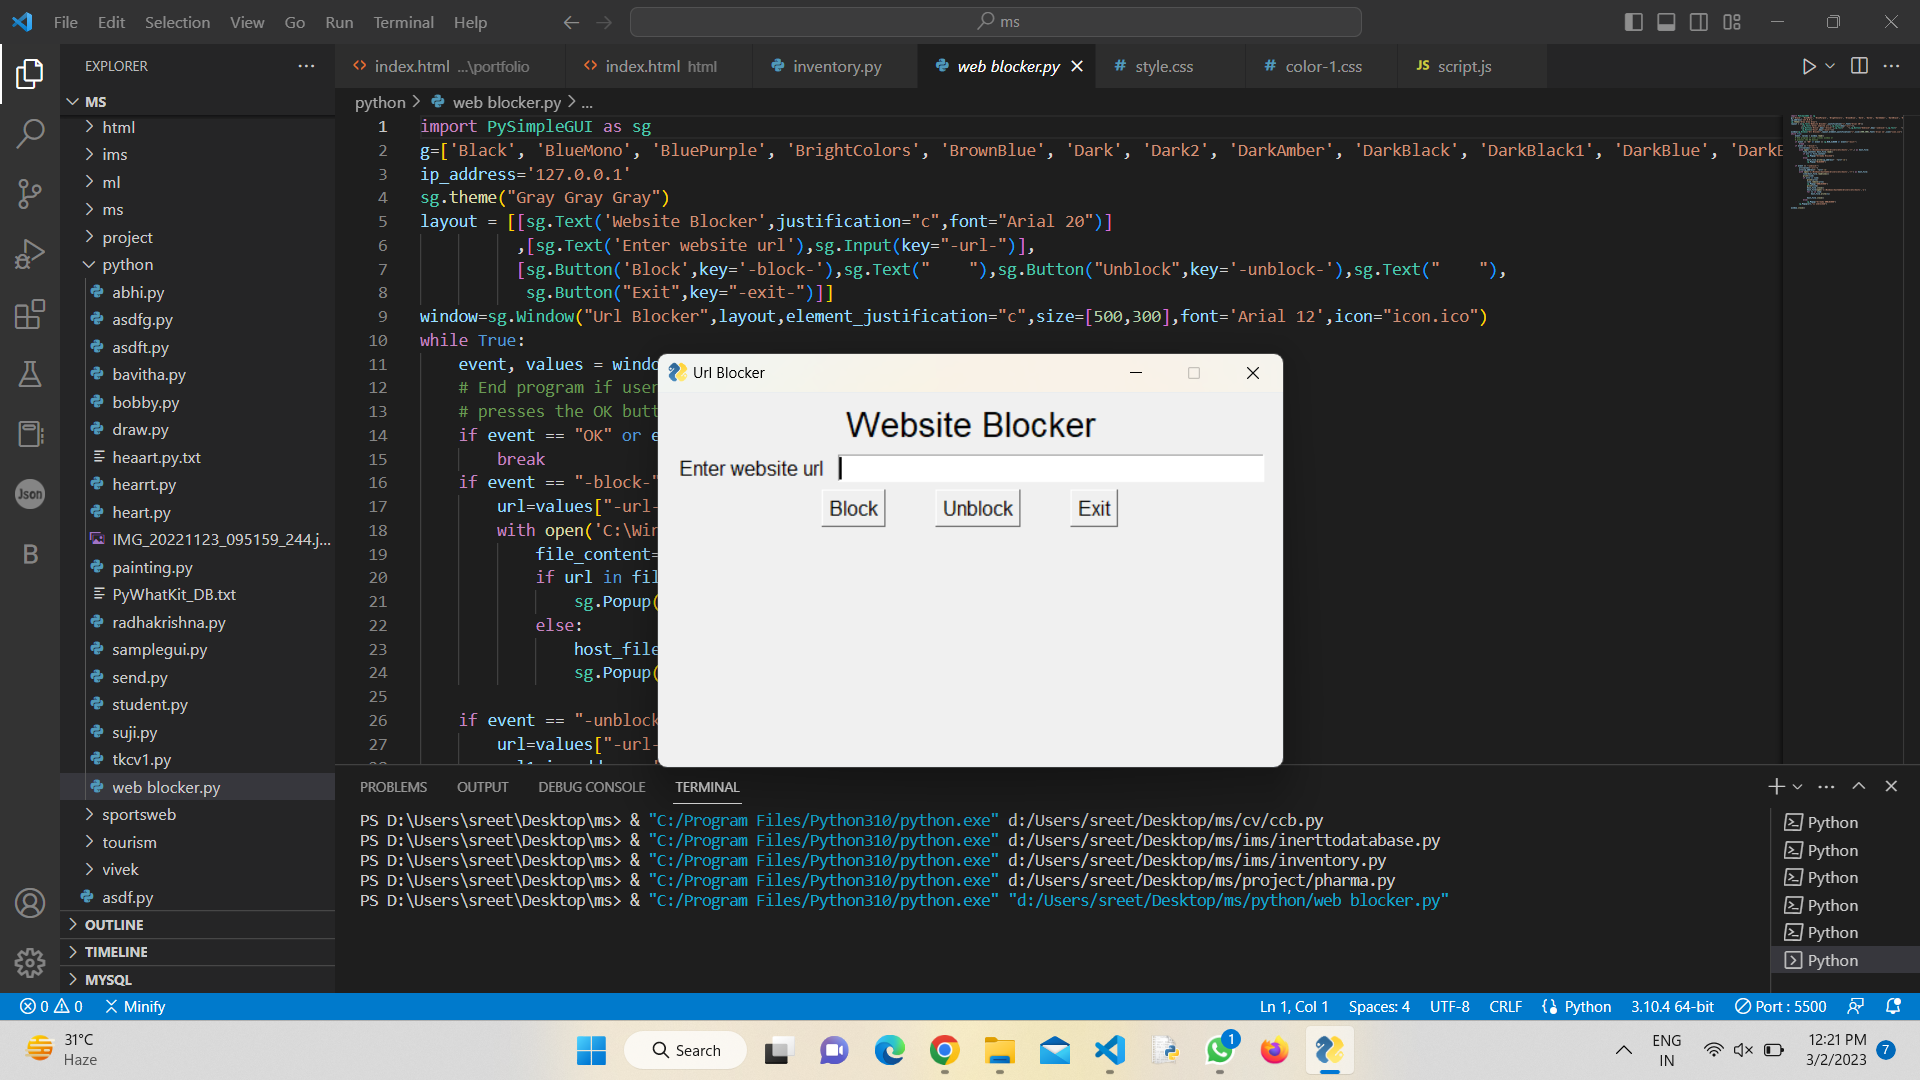 File Edit Selection View Go Run Terminal Help
ms
EXPLORER
MS
html
ims
ml
ms
project
python
abhi.py
asdfg.py
asdft.py
bavitha.py
bobby.py
draw.py
heaart.py.txt
hearrt.py
heart.py
IMG_20221123_095159_244.j...
painting.py
PyWhatKit_DB.txt
radhakrishna.py
samplegui.py
send.py
student.py
suji.py
tkcv1.py
web blocker.py
sportsweb
tourism
vivek
asdf.py
OUTLINE
TIMELINE
MYSQL
Json
B
index.html ...\portfolio
index.html html
inventory.py
web blocker.py
# style.css
# color-1.css
JS script.js
python > web blocker.py > ...
1 import PySimpleGUI as sg
2 g=['Black', 'BlueMono', 'BluePurple', 'BrightColors', 'BrownBlue', 'Dark', 'Dark2', 'DarkAmber', 'DarkBlack', 'DarkBlack1', 'DarkBlue', 'DarkB
3 ip_address='127.0.0.1'
4 sg.theme("Gray Gray Gray")
5 layout = [[sg.Text('Website Blocker',justification="c",font="Arial 20")]
6 ,[sg.Text('Enter website url'),sg.Input(key="-url-")],
7 [sg.Button('Block',key='-block-'),sg.Text("    "),sg.Button("Unblock",key='-unblock-'),sg.Text("    "),
8 sg.Button("Exit",key="-exit-")]]
9 window=sg.Window("Url Blocker",layout,element_justification="c",size=[500,300],font='Arial 12',icon="icon.ico")
10 while True:
11 event, values = windo
12 # End program if user
13 # presses the OK butt
14 if event == "OK" or e
15 break
16 if event == "-block-"
17 url=values["-url-
18 with open('C:\Win
19 file_content=
20 if url in fil
21 sg.Popup(
22 else:
23 host_file
24 sg.Popup(
25
26 if event == "-unblock
27 url=values["-url-
Url Blocker
Website Blocker
Enter website url
Block Unblock Exit
PROBLEMS OUTPUT DEBUG CONSOLE TERMINAL
PS D:\Users\sreet\Desktop\ms> & "C:/Program Files/Python310/python.exe" d:/Users/sreet/Desktop/ms/cv/ccb.py
PS D:\Users\sreet\Desktop\ms> & "C:/Program Files/Python310/python.exe" d:/Users/sreet/Desktop/ms/ims/inerttodatabase.py
PS D:\Users\sreet\Desktop\ms> & "C:/Program Files/Python310/python.exe" d:/Users/sreet/Desktop/ms/ims/inventory.py
PS D:\Users\sreet\Desktop\ms> & "C:/Program Files/Python310/python.exe" d:/Users/sreet/Desktop/ms/project/pharma.py
PS D:\Users\sreet\Desktop\ms> & "C:/Program Files/Python310/python.exe" "d:/Users/sreet/Desktop/ms/python/web blocker.py"
Python
Python
Python
Python
Python
Python
0 0 Minify
Ln 1, Col 1 Spaces: 4 UTF-8 CRLF Python 3.10.4 64-bit Port : 5500
31°C
Haze
Search
1
ENG
IN
12:21 PM
3/2/2023
7